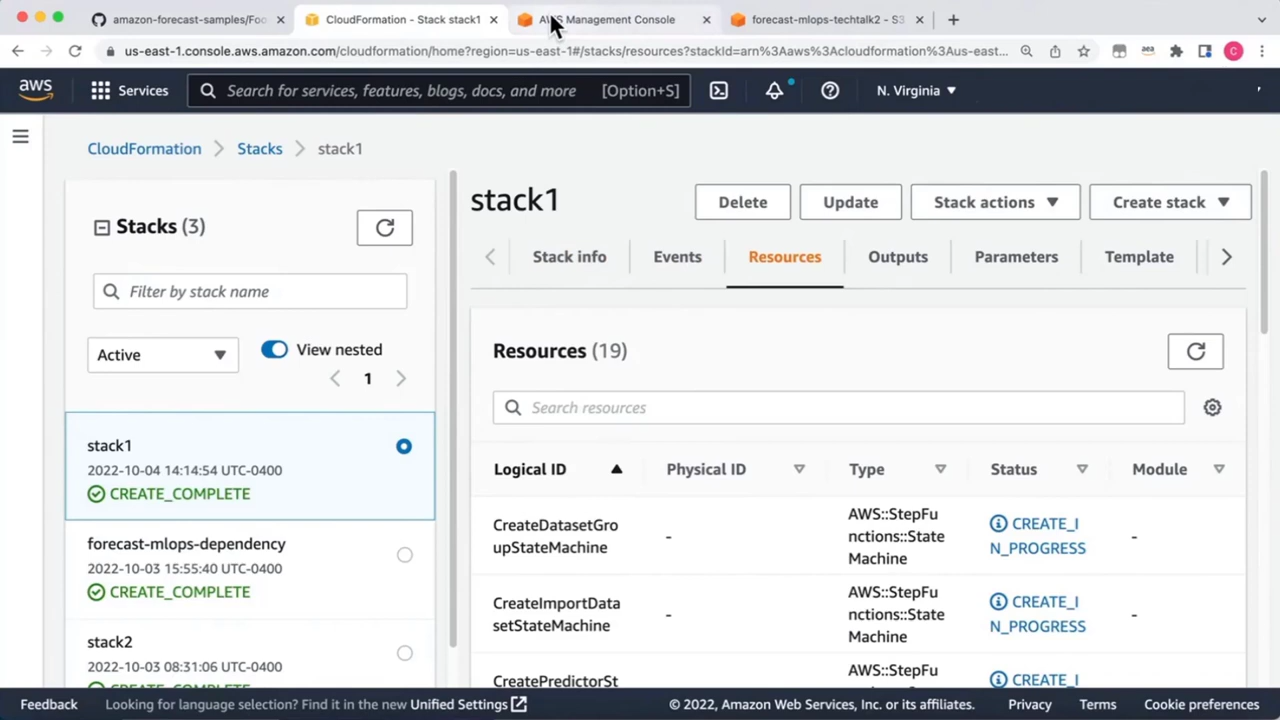 amazon-forecast-samples/Foo
CloudFormation - Stack stack1
AWS Management Console
forecast-mlops-techtalk2 - S3
us-east-1.console.aws.amazon.com/cloudformation/home?region=us-east-1#/stacks/resources?stackId=arn%3Aaws%3Acloudformation%3Aus-east...
aws
C
aws
Services
Search for services, features, blogs, docs, and more
[Option+S]
N. Virginia
CloudFormation
Stacks
stack1
Stacks (3)
Filter by stack name
Active
View nested
1
stack1
2022-10-04 14:14:54 UTC-0400
CREATE_COMPLETE
forecast-mlops-dependency
2022-10-03 15:55:40 UTC-0400
CREATE_COMPLETE
stack2
2022-10-03 08:31:06 UTC-0400
CREATE_COMPLETE
stack1
Delete
Update
Stack actions
Create stack
Stack info
Events
Resources
Outputs
Parameters
Template
Resources (19)
Search resources
Logical ID
Physical ID
Type
Status
Module
CreateDatasetGro
upStateMachine
-
AWS::StepFu
nctions::State
Machine
CREATE_I
N_PROGRESS
-
CreateImportData
setStateMachine
-
AWS::StepFu
nctions::State
Machine
CREATE_I
N_PROGRESS
-
CreatePredictorSt
AWS::StepFu
CREATE_I
Feedback
Looking for language selection? Find it in the new Unified Settings
© 2022, Amazon Web Services, Inc. or its affiliates.
Privacy
Terms
Cookie preferences